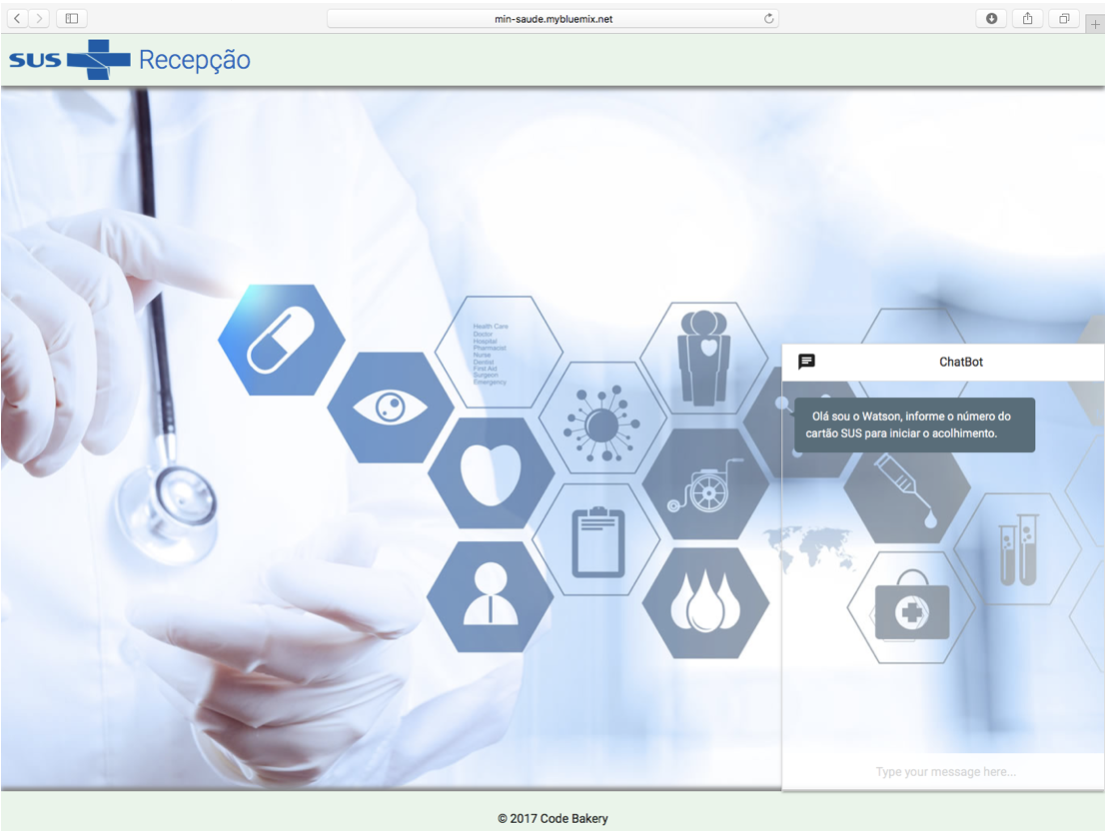 min-saude.mybluemix.net
SUS Recepção
Health Care
Doctor
Hospital
Pharmacist
Nurse
Dentist
First Aid
Surgeon
Emergency
ChatBot
Olá sou o Watson, informe o número do
cartão SUS para iniciar o acolhimento.
Type your message here...
© 2017 Code Bakery